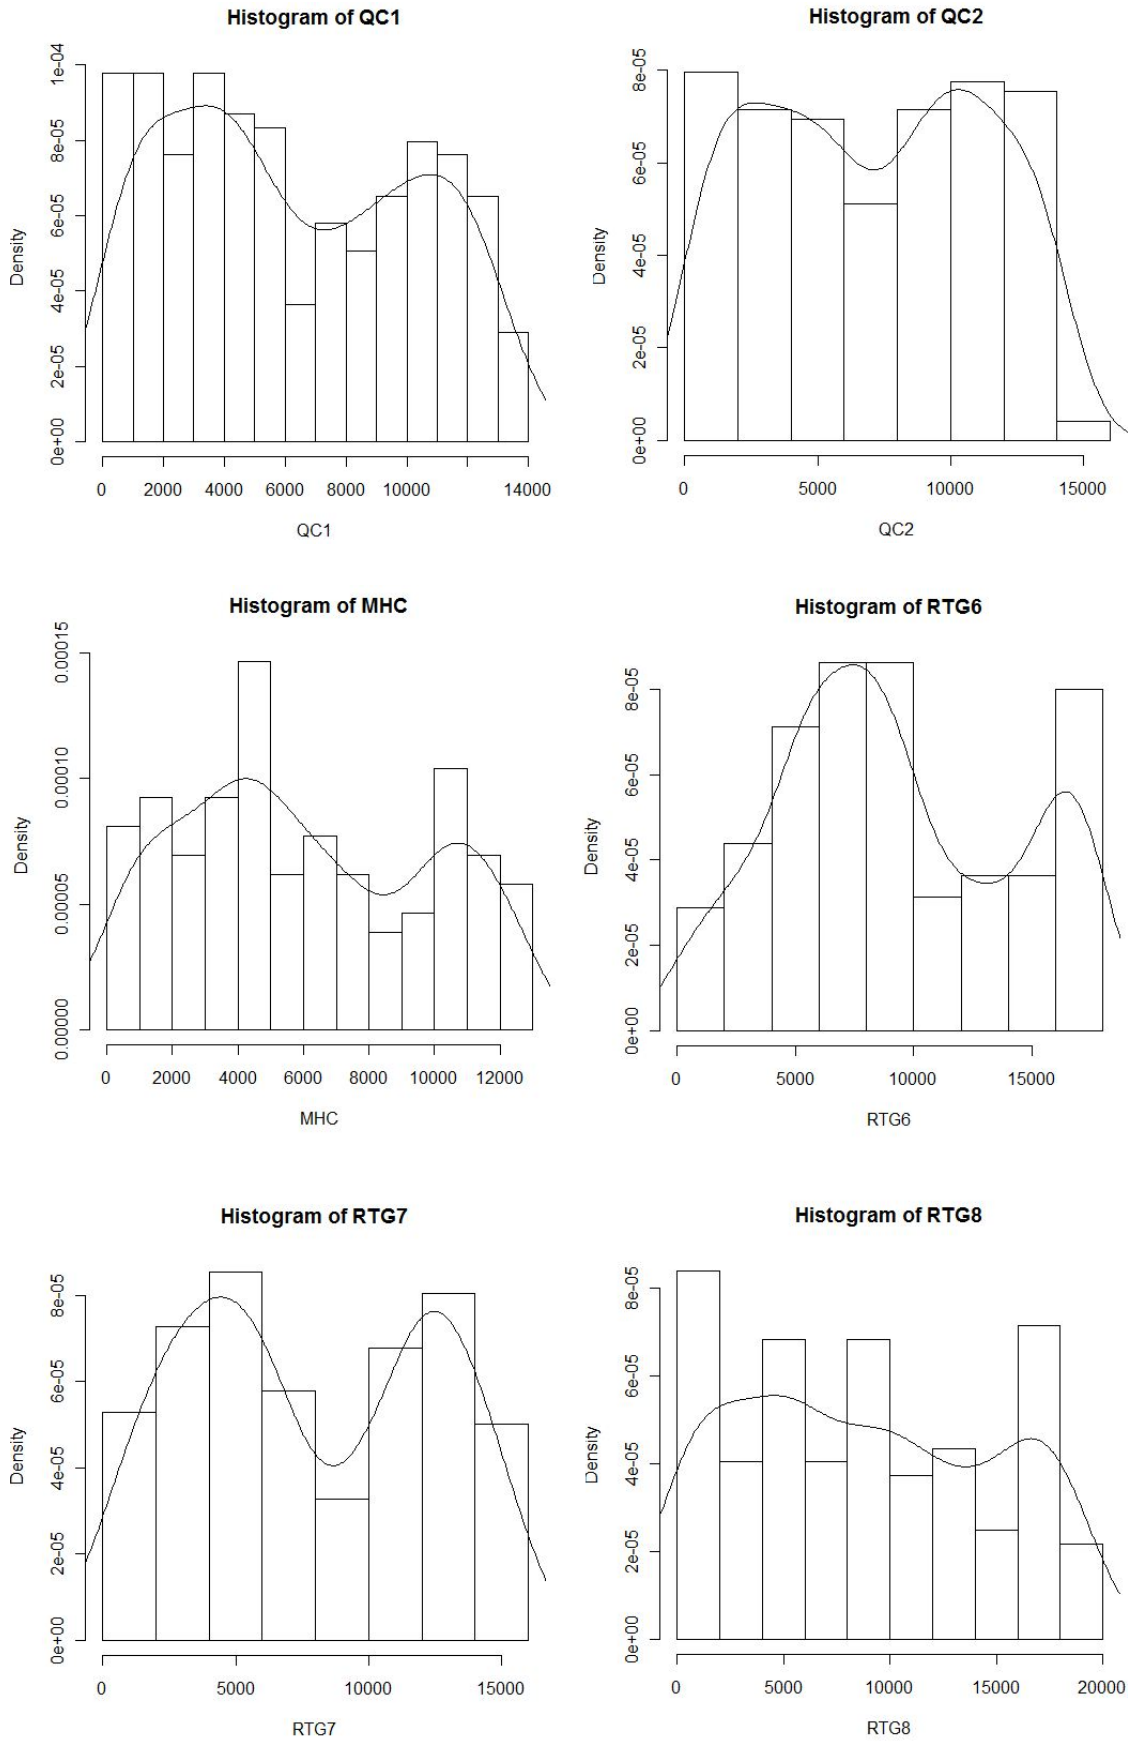 Histogram of QC1
Density
0e+00 2e-05 4e-05 6e-05 8e-05 1e-04
0 2000 4000 6000 8000 10000 14000
QC1
Histogram of QC2
Density
0e+00 2e-05 4e-05 6e-05 8e-05
0 5000 10000 15000
QC2
Histogram of MHC
Density
0.00000 0.00005 0.00010 0.00015
0 2000 4000 6000 8000 10000 12000
MHC
Histogram of RTG6
Density
0e+00 2e-05 4e-05 6e-05 8e-05
0 5000 10000 15000
RTG6
Histogram of RTG7
Density
0e+00 2e-05 4e-05 6e-05 8e-05
0 5000 10000 15000
RTG7
Histogram of RTG8
Density
0e+00 2e-05 4e-05 6e-05 8e-05
0 5000 10000 15000 20000
RTG8